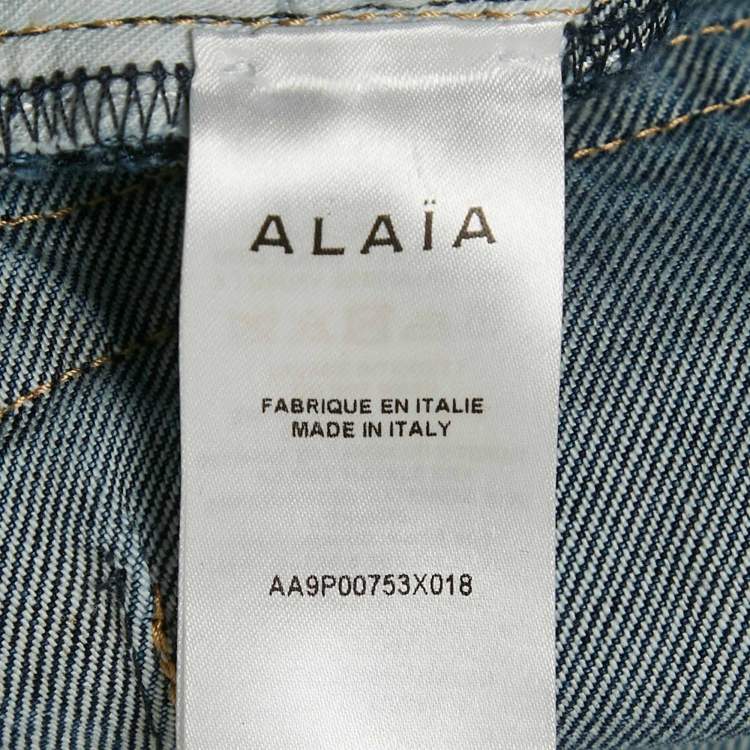 ALAÏA
FABRIQUE EN ITALIE
MADE IN ITALY
AA9P00753X018